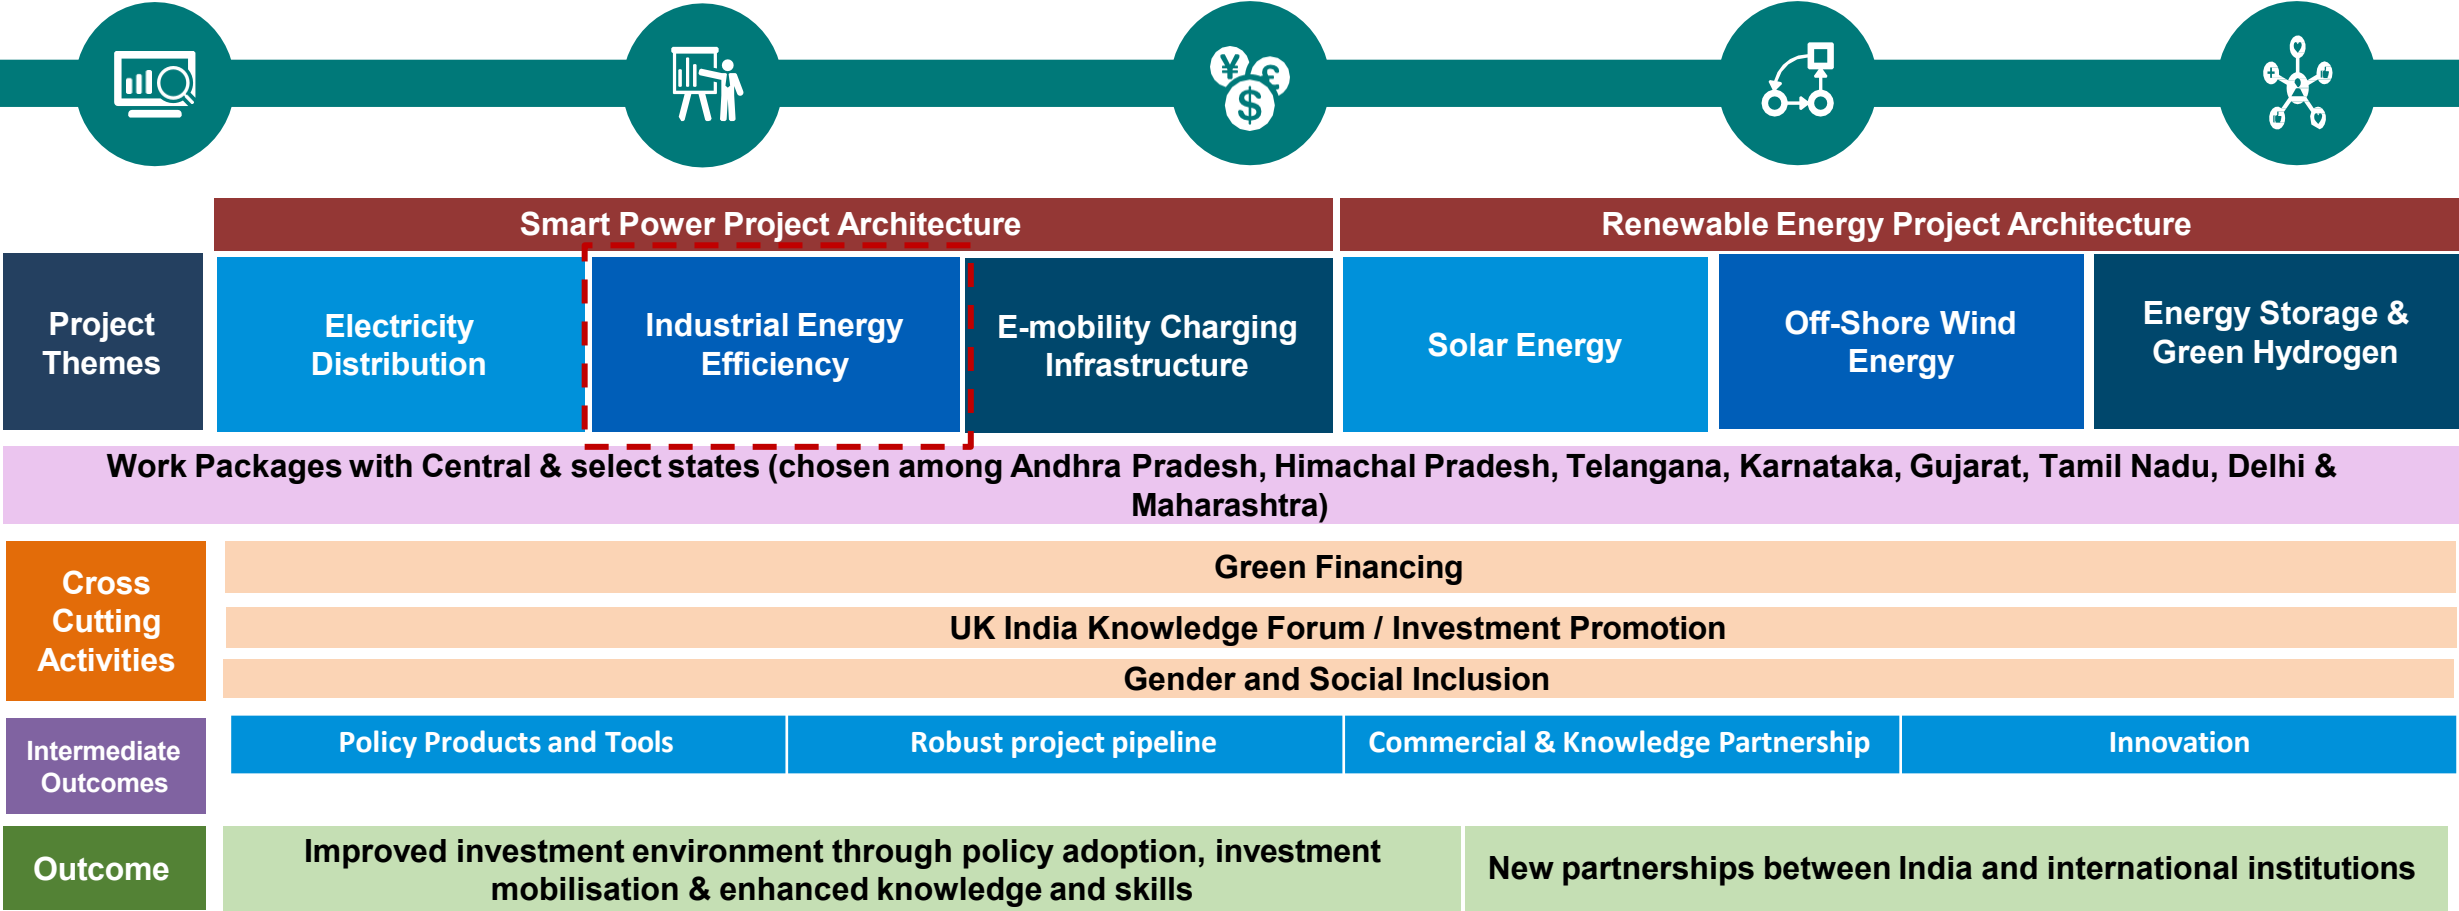 Smart Power Project Architecture
Renewable Energy Project Architecture
Project
Themes
Electricity
Distribution
Industrial Energy
Efficiency
E-mobility Charging
Infrastructure
Solar Energy
Off-Shore Wind
Energy
Energy Storage &
Green Hydrogen
Work Packages with Central & select states (chosen among Andhra Pradesh, Himachal Pradesh, Telangana, Karnataka, Gujarat, Tamil Nadu, Delhi &
Maharashtra)
Cross
Cutting
Activities
Green Financing
UK India Knowledge Forum / Investment Promotion
Gender and Social Inclusion
Intermediate
Outcomes
Policy Products and Tools
Robust project pipeline
Commercial & Knowledge Partnership
Innovation
Outcome
Improved investment environment through policy adoption, investment
mobilisation & enhanced knowledge and skills
New partnerships between India and international institutions